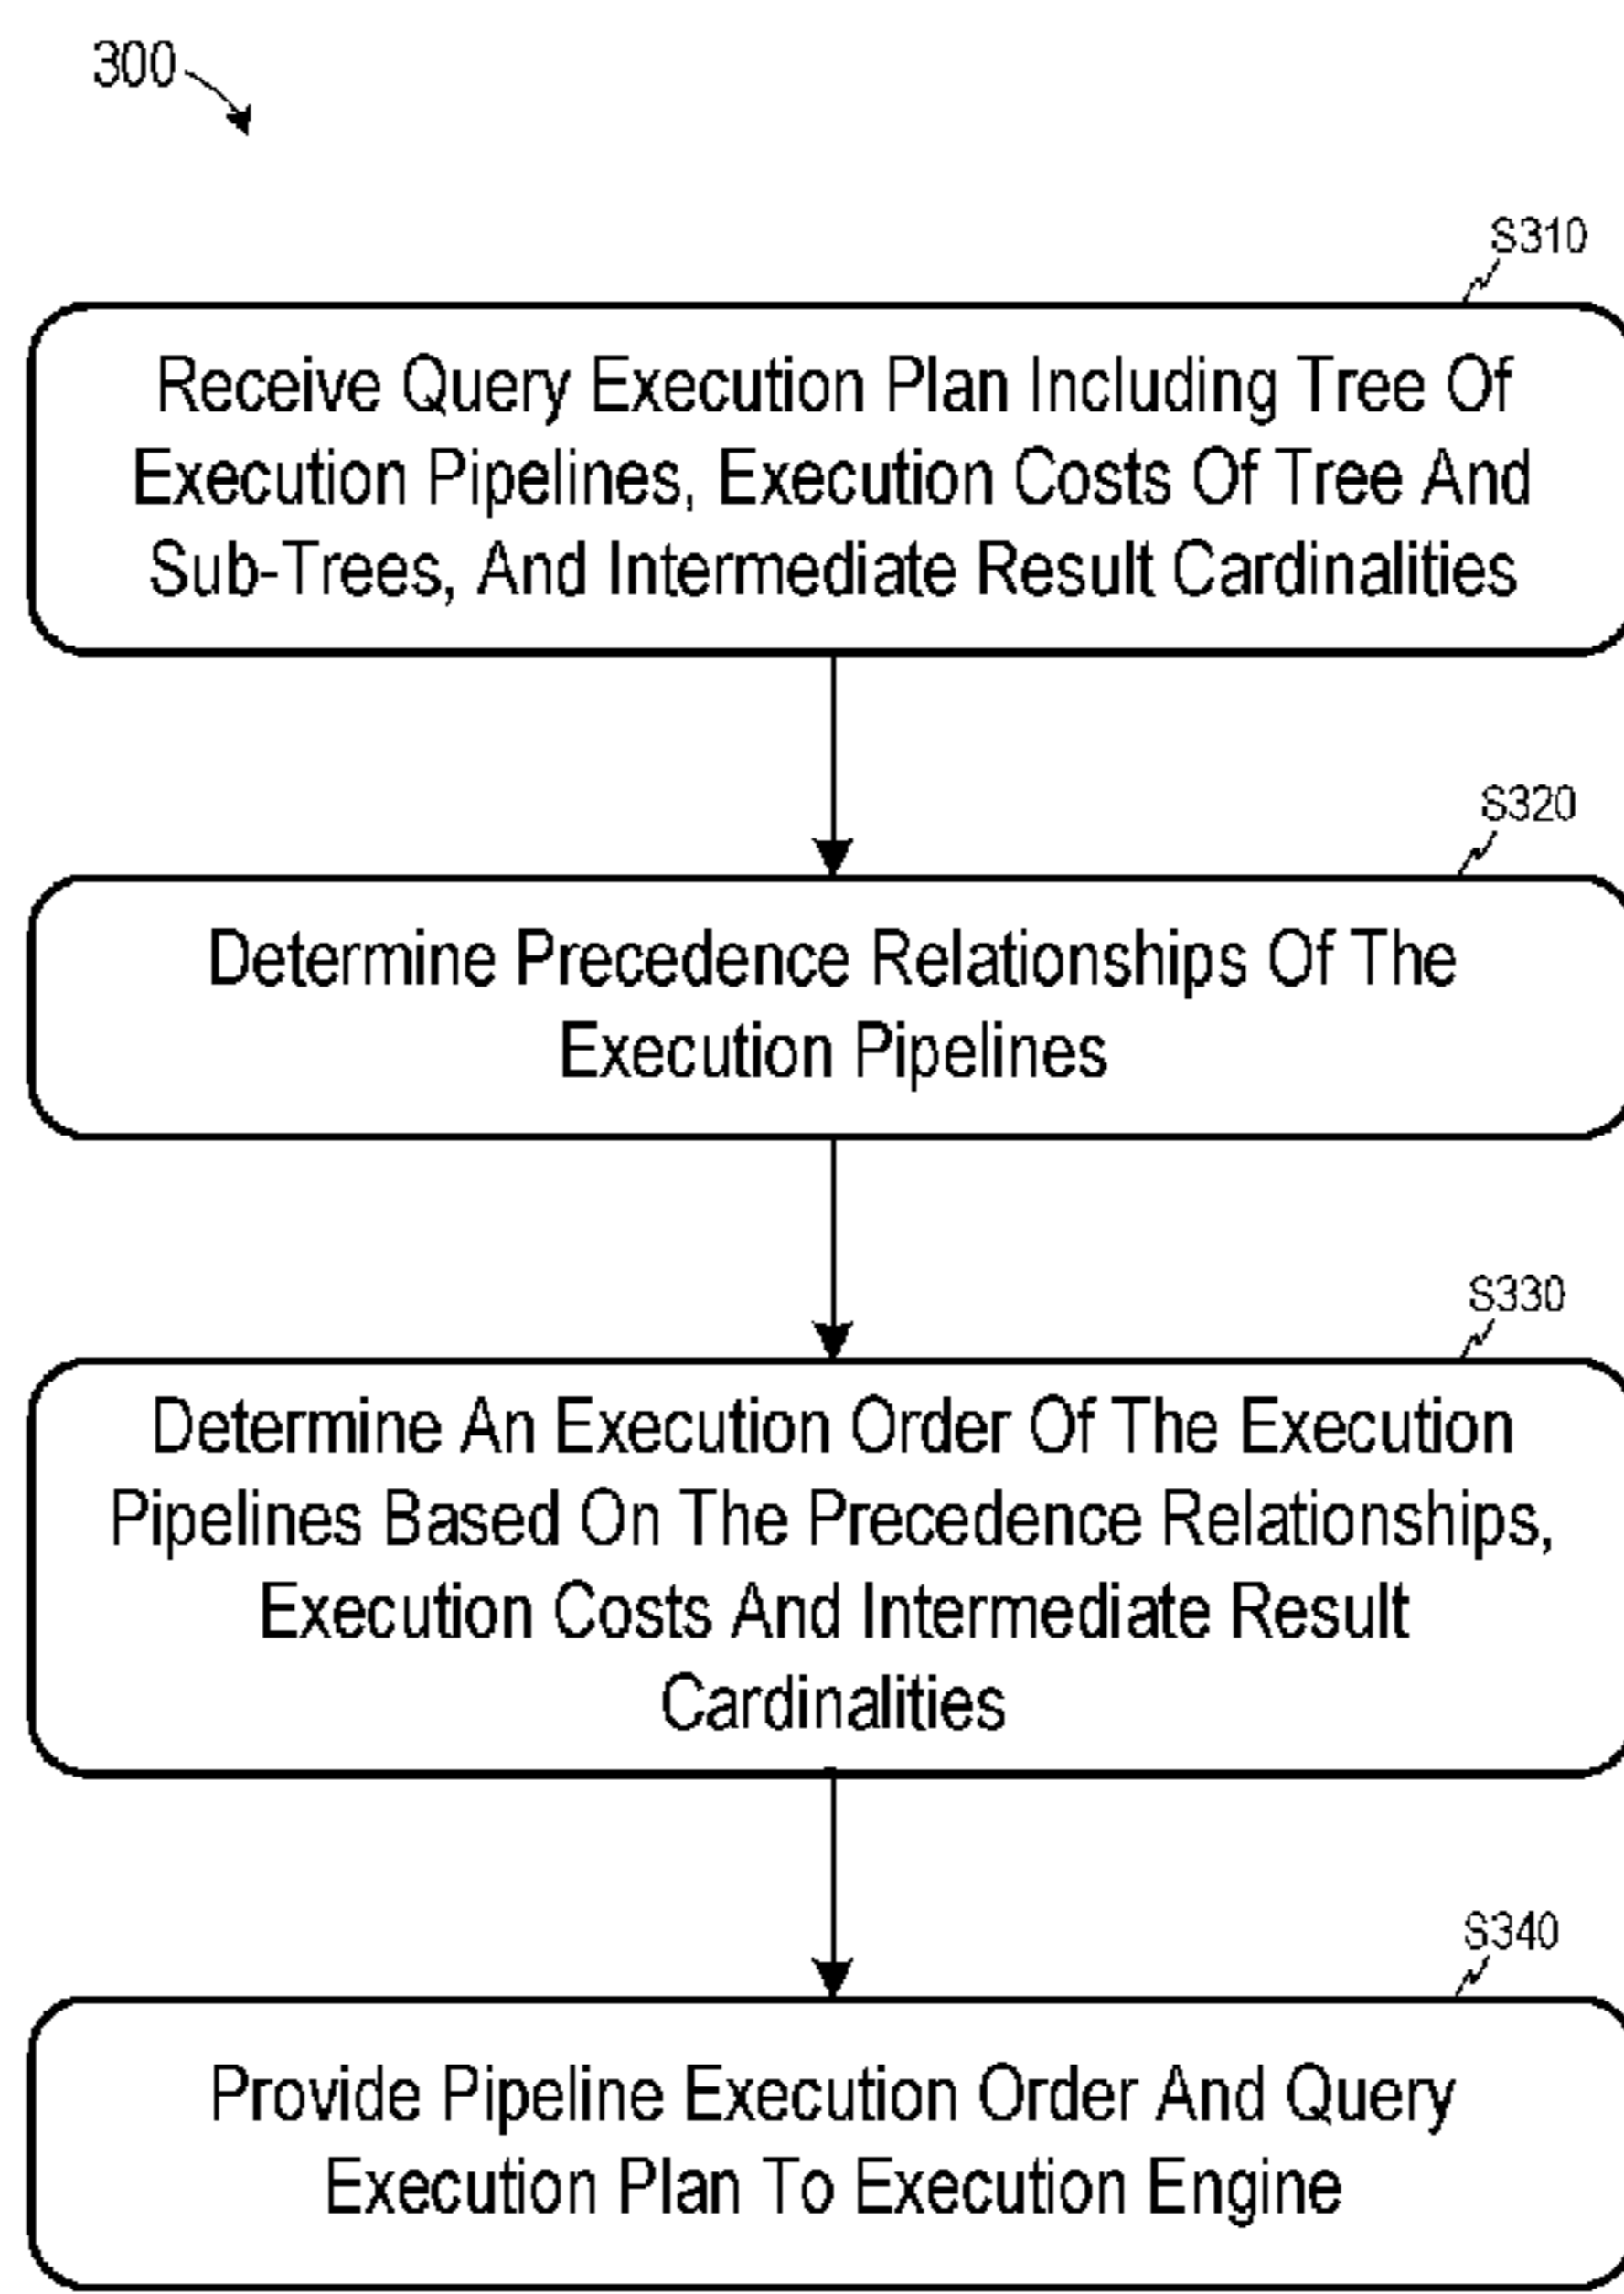 300
S310
Receive Query Execution Plan Including Tree Of
Execution Pipelines, Execution Costs Of Tree And
Sub-Trees, And Intermediate Result Cardinalities
S320
Determine Precedence Relationships Of The
Execution Pipelines
S330
Determine An Execution Order Of The Execution
Pipelines Based On The Precedence Relationships,
Execution Costs And Intermediate Result
Cardinalities
S340
Provide Pipeline Execution Order And Query
Execution Plan To Execution Engine